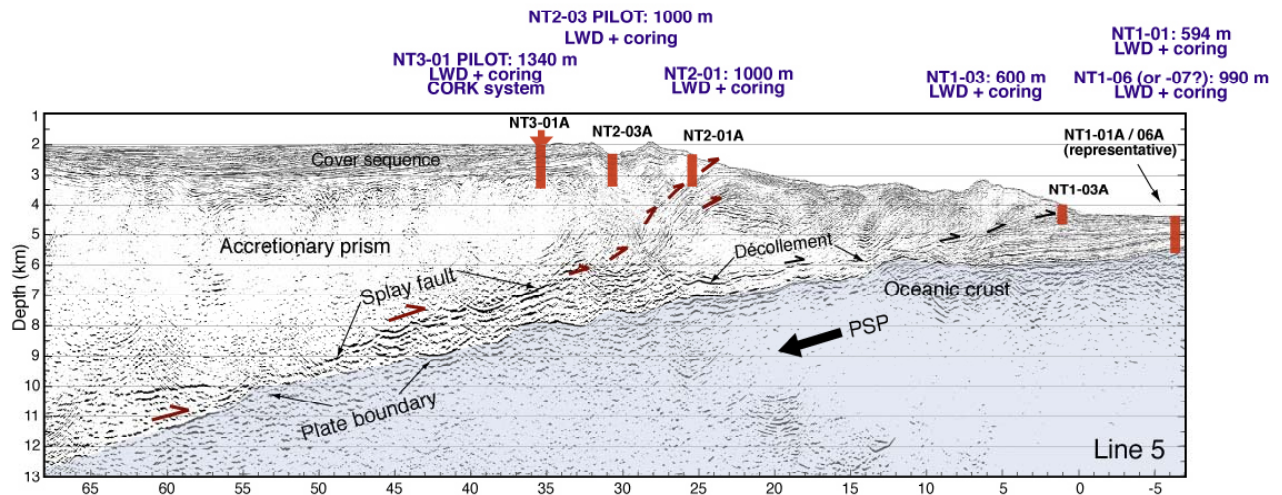 NT2-03 PILOT: 1000 m
LWD + coring
NT3-01 PILOT: 1340 m
LWD + coring
CORK system
NT2-01: 1000 m
LWD + coring
NT1-03: 600 m
LWD + coring
NT1-01: 594 m
LWD + coring
NT1-06 (or -07?): 990 m
LWD + coring
NT3-01A
NT2-03A
NT2-01A
NT1-01A / 06A
(representative)
NT1-03A
Cover sequence
Accretionary prism
Splay fault
Décollement
Oceanic crust
PSP
Plate boundary
Line 5
Depth (km)
1
2
3
4
5
6
7
8
9
10
11
12
13
65 60 55 50 45 40 35 30 25 20 15 10 5 0 -5